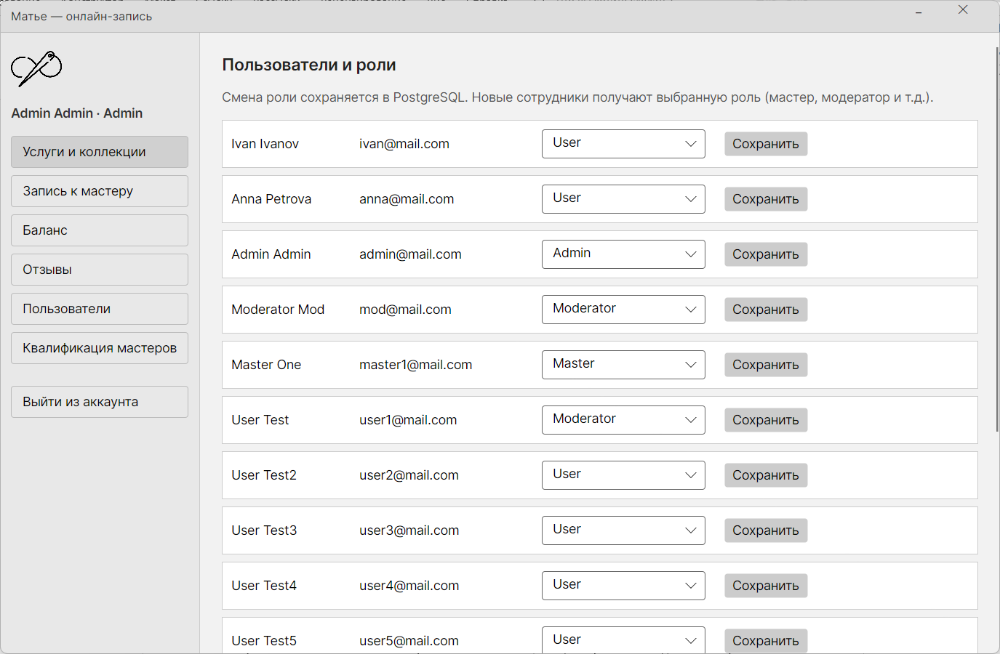 Матье — онлайн-запись
Admin Admin · Admin
Услуги и коллекции
Запись к мастеру
Баланс
Отзывы
Пользователи
Квалификация мастеров
Выйти из аккаунта
Пользователи и роли
Смена роли сохраняется в PostgreSQL. Новые сотрудники получают выбранную роль (мастер, модератор и т.д.).
Ivan Ivanov ivan@mail.com User Сохранить
Anna Petrova anna@mail.com User Сохранить
Admin Admin admin@mail.com Admin Сохранить
Moderator Mod mod@mail.com Moderator Сохранить
Master One master1@mail.com Master Сохранить
User Test user1@mail.com Moderator Сохранить
User Test2 user2@mail.com User Сохранить
User Test3 user3@mail.com User Сохранить
User Test4 user4@mail.com User Сохранить
User Test5 user5@mail.com User Сохранить